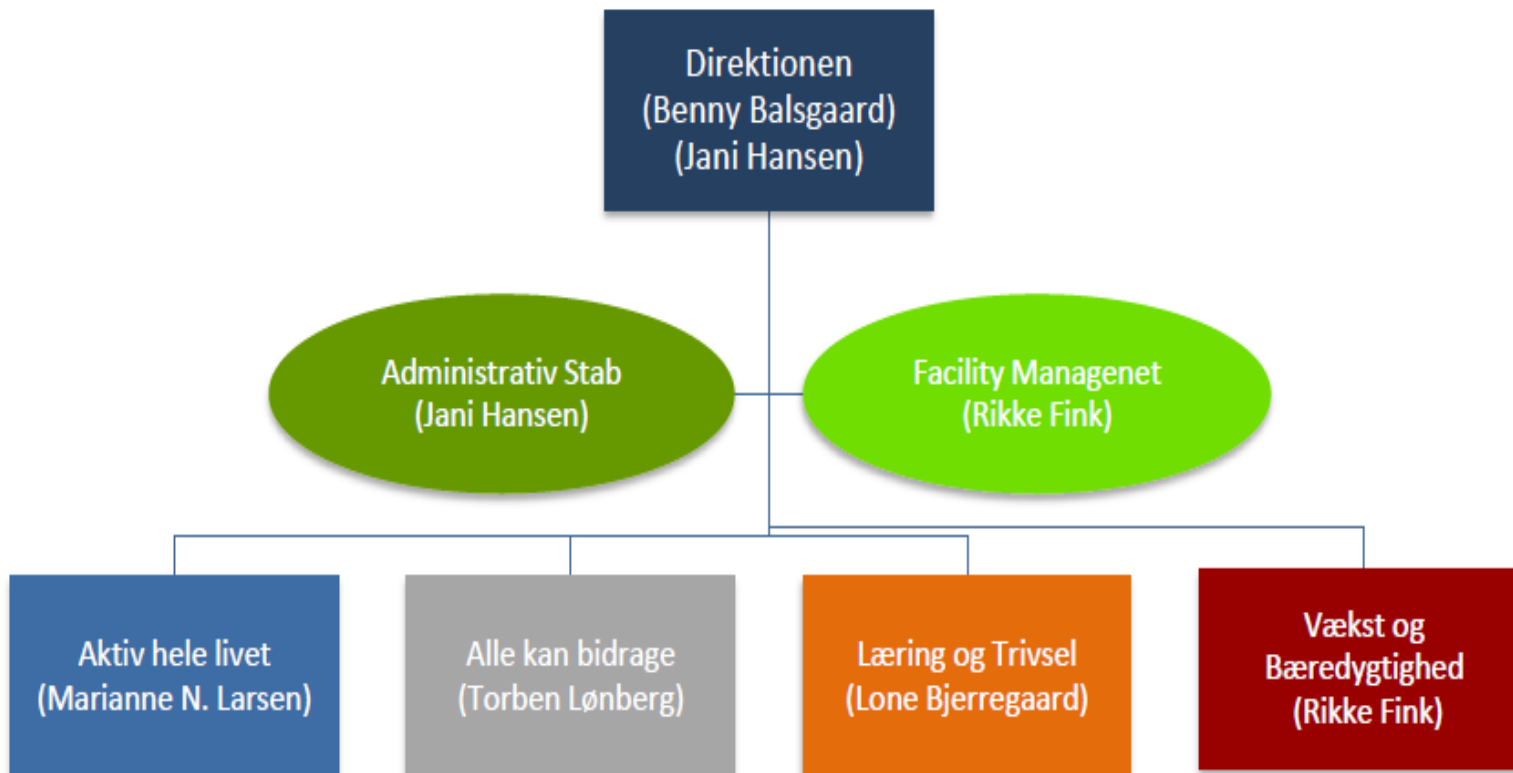 Direktionen
(Benny Balsgaard)
(Jani Hansen)
Administrativ Stab
(Jani Hansen)
Facility Managenet
(Rikke Fink)
Aktiv hele livet
(Marianne N. Larsen)
Alle kan bidrage
(Torben Lønberg)
Læring og Trivsel
(Lone Bjerregaard)
Vækst og
Bæredygtighed
(Rikke Fink)